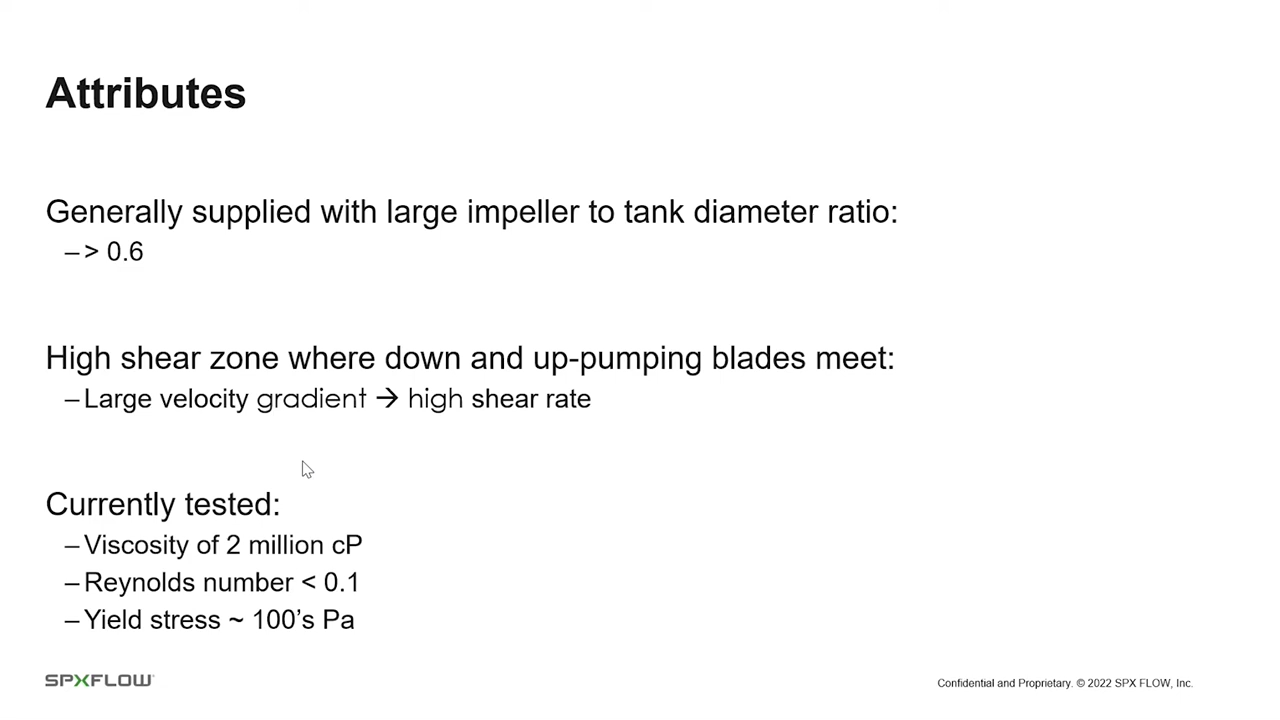 Attributes
Generally supplied with large impeller to tank diameter ratio:
–> 0.6
High shear zone where down and up-pumping blades meet:
–Large velocity gradient → high shear rate
Currently tested:
–Viscosity of 2 million cP
–Reynolds number < 0.1
–Yield stress ~ 100’s Pa
SPXFLOW
Confidential and Proprietary. © 2022 SPX FLOW, Inc.